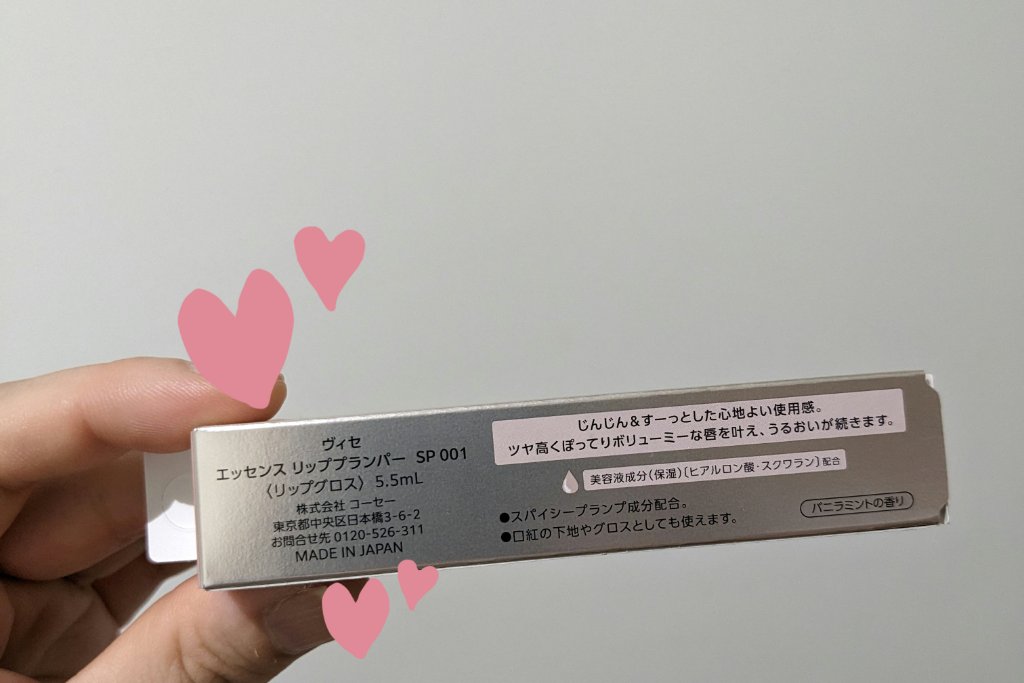 ヴィセ
エッセンス リッププランパー SP 001
〈リップグロス〉 5.5mL
株式会社 コーセー
東京都中央区日本橋3-6-2
お問合せ先 0120-526-311
MADE IN JAPAN
じんじん&すーっとした心地よい使用感。
ツヤ高くぽってりボリューミーな唇を叶え、うるおいが続きます。
美容液成分(保湿)〔ヒアルロン酸・スクワラン〕配合
●スパイシープランプ成分配合。
●口紅の下地やグロスとしても使えます。
バニラミントの香り